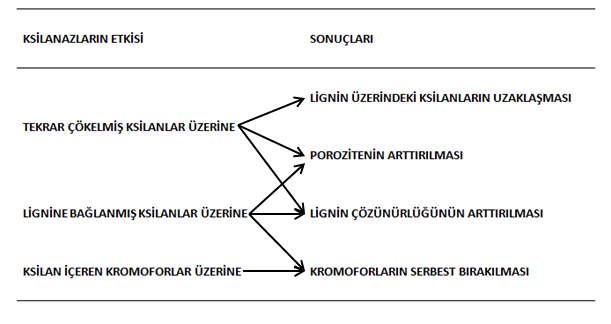 KSİLANAZLARIN ETKİSİ
SONUÇLARI
TEKRAR ÇÖKELMİŞ KSİLANLAR ÜZERİNE
LİGNİNE BAĞLANMIŞ KSİLANLAR ÜZERİNE
KSİLAN İÇEREN KROMOFORLAR ÜZERİNE
LİGNİN ÜZERİNDEKİ KSİLANLARIN UZAKLAŞMASI
POROZİTENİN ARTTIRILMASI
LİGNİN ÇÖZÜNÜRLÜĞÜNÜN ARTTIRILMASI
KROMOFORLARIN SERBEST BIRAKILMASI